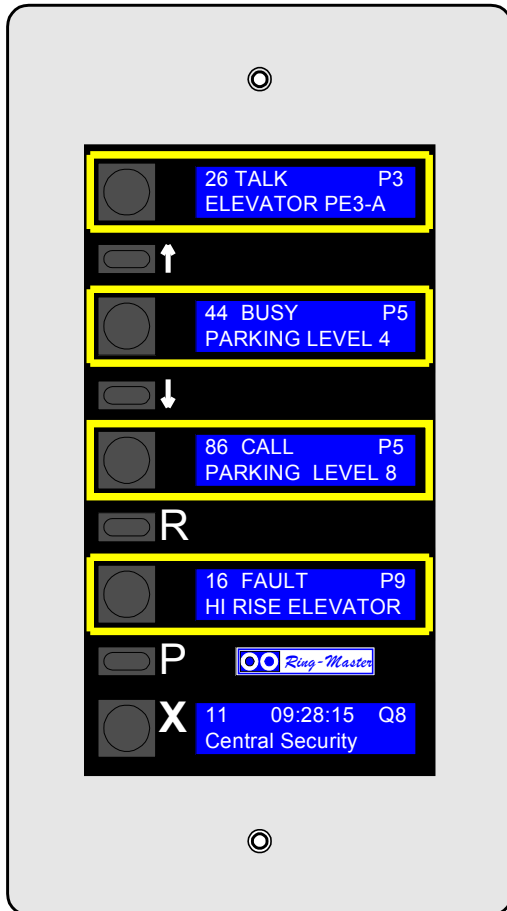 26 TALK P3
ELEVATOR PE3-A
44 BUSY P5
PARKING LEVEL 4
86 CALL P5
PARKING LEVEL 8
R
16 FAULT P9
HI RISE ELEVATOR
P Ring-Master
X 11 09:28:15 Q8
Central Security